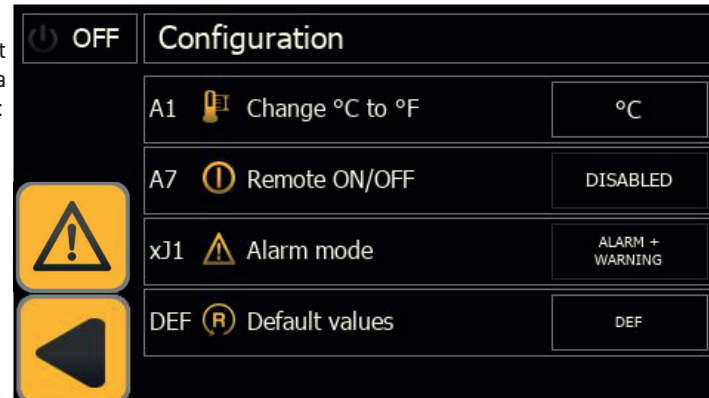 t
a
:
OFF Configuration
A1 Change °C to °F °C
A7 Remote ON/OFF DISABLED
xJ1 Alarm mode ALARM +
WARNING
DEF R Default values DEF